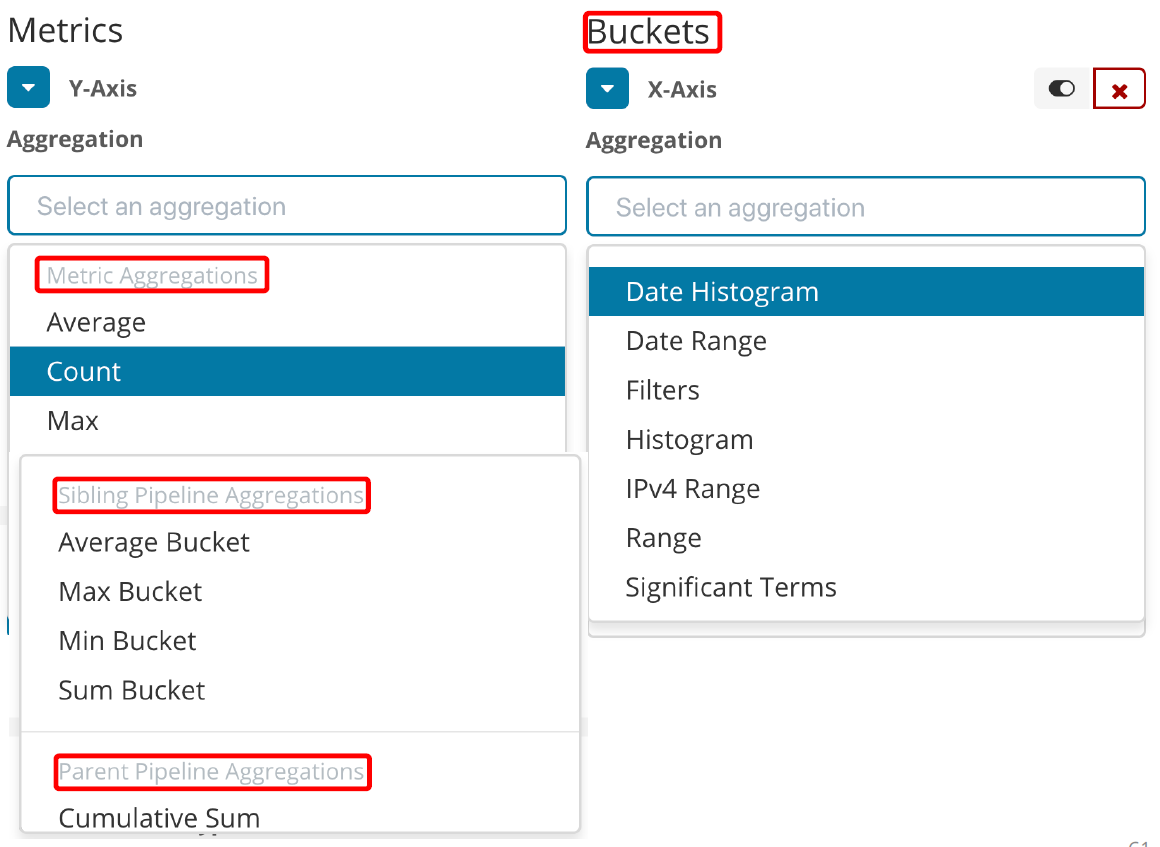 Metrics
Y-Axis
Aggregation
Select an aggregation
Metric Aggregations
Average
Count
Max
Sibling Pipeline Aggregations
Average Bucket
Max Bucket
Min Bucket
Sum Bucket
Parent Pipeline Aggregations
Cumulative Sum
Buckets
X-Axis
Aggregation
Select an aggregation
Date Histogram
Date Range
Filters
Histogram
IPv4 Range
Range
Significant Terms